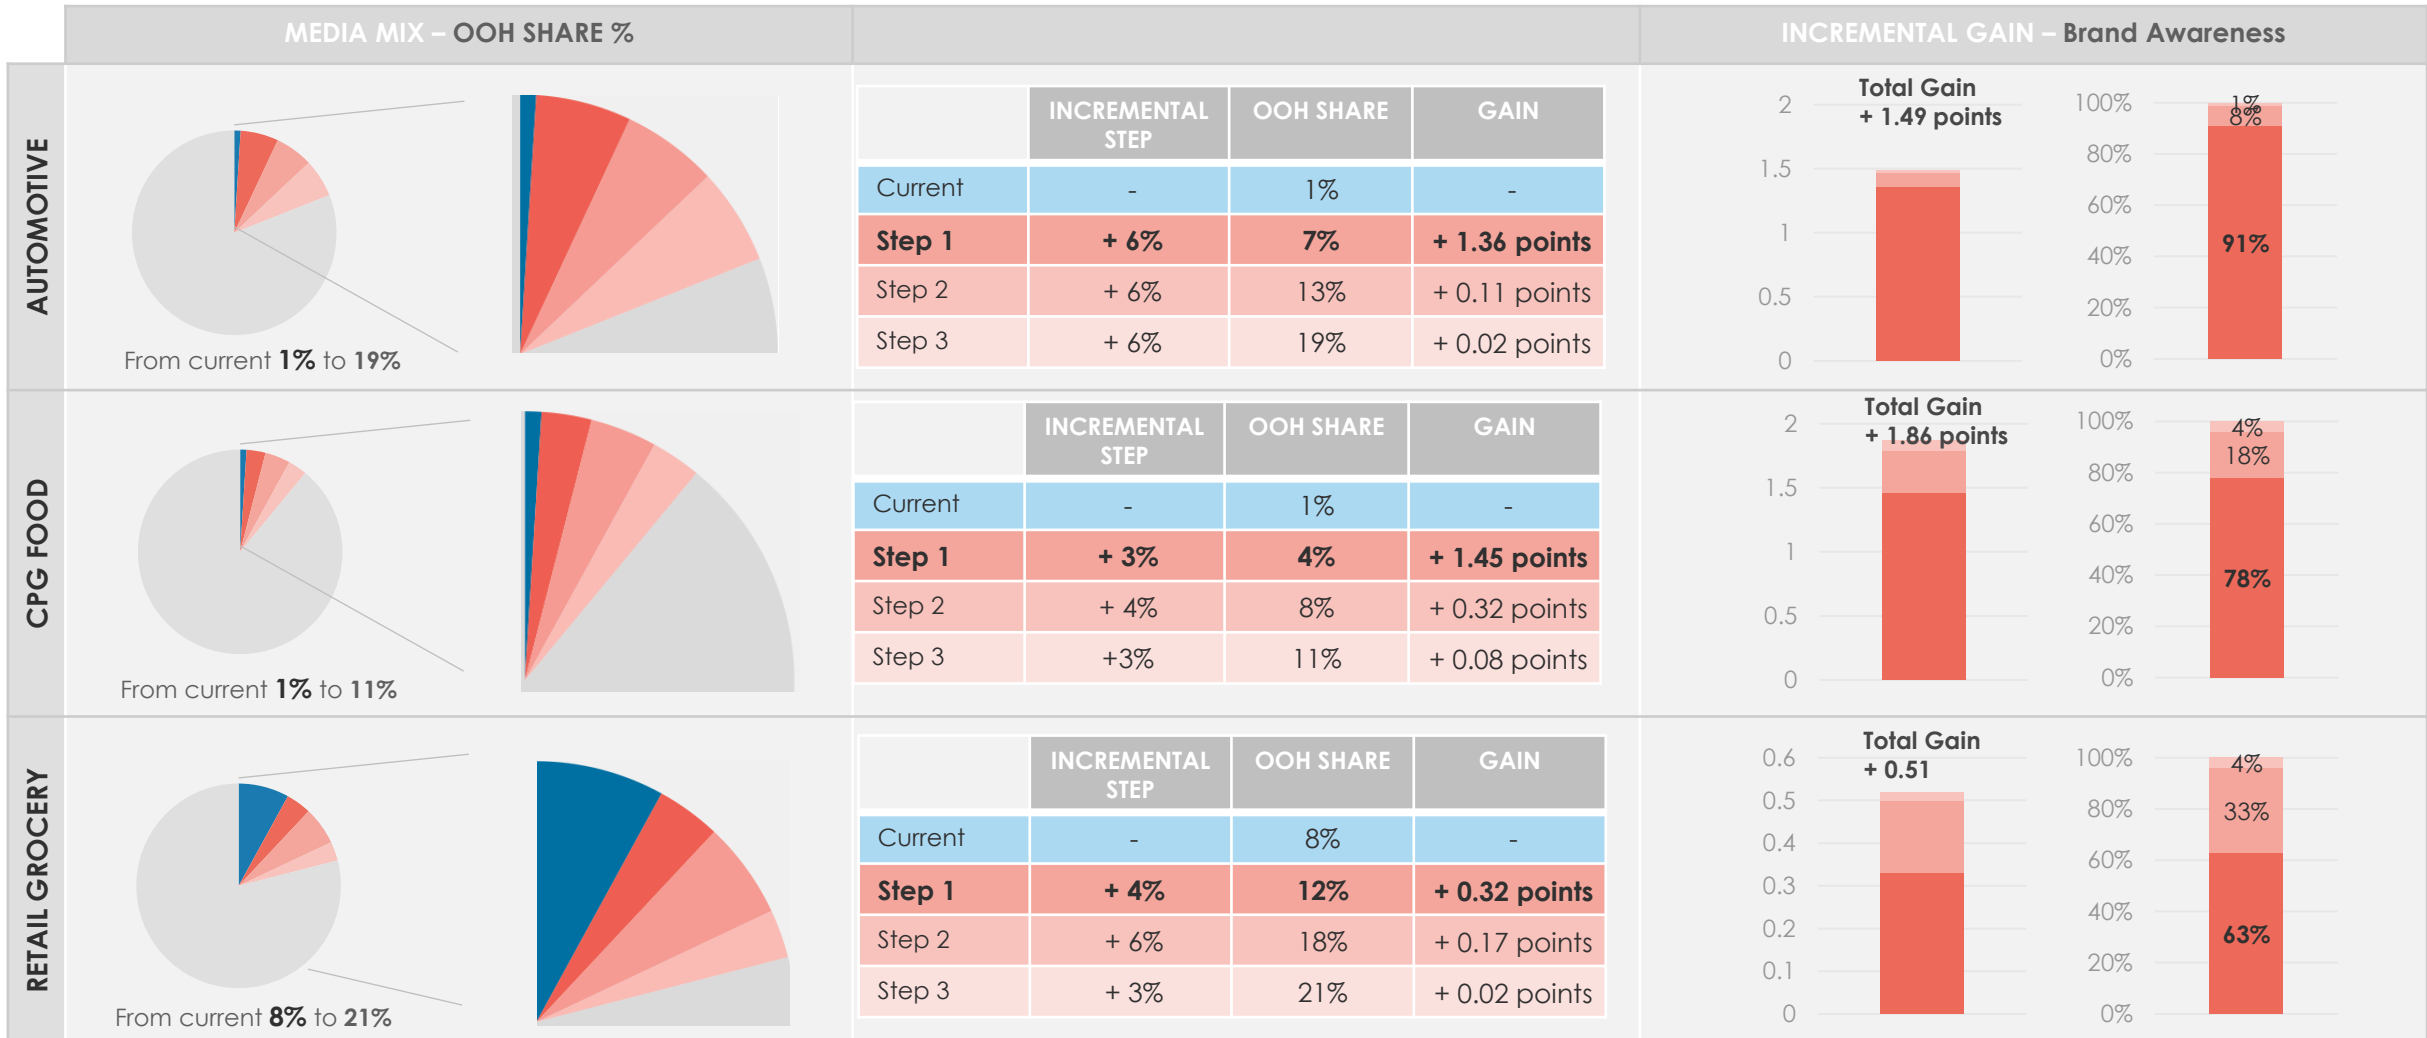 MEDIA MIX – OOH SHARE %
INCREMENTAL GAIN – Brand Awareness
AUTOMOTIVE
From current 1% to 19%
INCREMENTAL STEP OOH SHARE GAIN
Current - 1% -
Step 1 + 6% 7% + 1.36 points
Step 2 + 6% 13% + 0.11 points
Step 3 + 6% 19% + 0.02 points
Total Gain
+ 1.49 points
2
1.5
1
0.5
0
100%
80%
60%
40%
20%
0%
1%
8%
91%
CPG FOOD
From current 1% to 11%
INCREMENTAL STEP OOH SHARE GAIN
Current - 1% -
Step 1 + 3% 4% + 1.45 points
Step 2 + 4% 8% + 0.32 points
Step 3 +3% 11% + 0.08 points
Total Gain
+ 1.86 points
2
1.5
1
0.5
0
100%
80%
60%
40%
20%
0%
4%
18%
78%
RETAIL GROCERY
From current 8% to 21%
INCREMENTAL STEP OOH SHARE GAIN
Current - 8% -
Step 1 + 4% 12% + 0.32 points
Step 2 + 6% 18% + 0.17 points
Step 3 + 3% 21% + 0.02 points
Total Gain
+ 0.51
0.6
0.5
0.4
0.3
0.2
0.1
0
100%
80%
60%
40%
20%
0%
4%
33%
63%